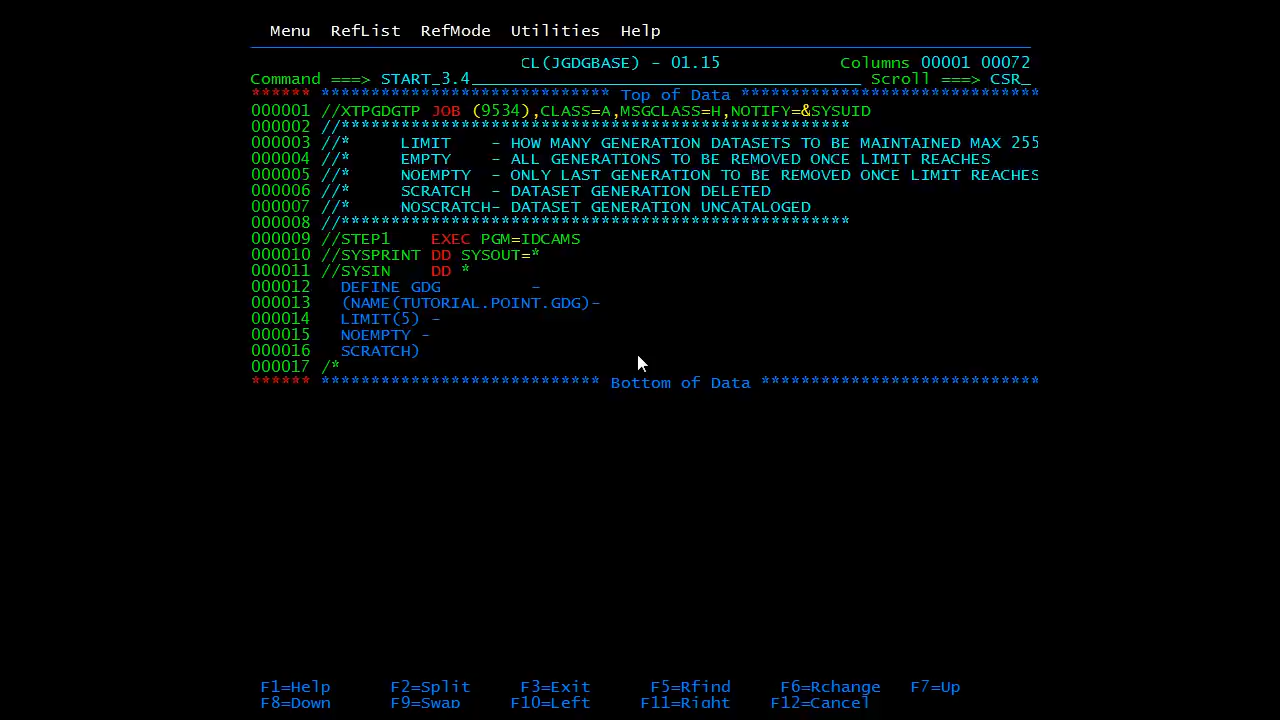 Menu  RefList  RefMode  Utilities  Help
CL(JGDGBASE) - 01.15            Columns 00001 00072
Command ===> START_3.4_______________________________________ Scroll ===> CSR_
****** ***************************** Top of Data ******************************
000001 //XTPGDGTP JOB (9534),CLASS=A,MSGCLASS=H,NOTIFY=&SYSUID
000002 //***************************************************
000003 //*     LIMIT    - HOW MANY GENERATION DATASETS TO BE MAINTAINED MAX 255
000004 //*     EMPTY    - ALL GENERATIONS TO BE REMOVED ONCE LIMIT REACHES
000005 //*     NOEMPTY  - ONLY LAST GENERATION TO BE REMOVED ONCE LIMIT REACHES
000006 //*     SCRATCH  - DATASET GENERATION DELETED
000007 //*     NOSCRATCH- DATASET GENERATION UNCATALOGED
000008 //***************************************************
000009 //STEP1    EXEC PGM=IDCAMS
000010 //SYSPRINT DD SYSOUT=*
000011 //SYSIN    DD *
000012   DEFINE GDG         -
000013   (NAME(TUTORIAL.POINT.GDG)-
000014   LIMIT(5) -
000015   NOEMPTY -
000016   SCRATCH)
000017 /*
****** **************************** Bottom of Data ****************************
F1=Help      F2=Split     F3=Exit      F5=Rfind     F6=Rchange   F7=Up
F8=Down      F9=Swap     F10=Left     F11=Right    F12=Cancel